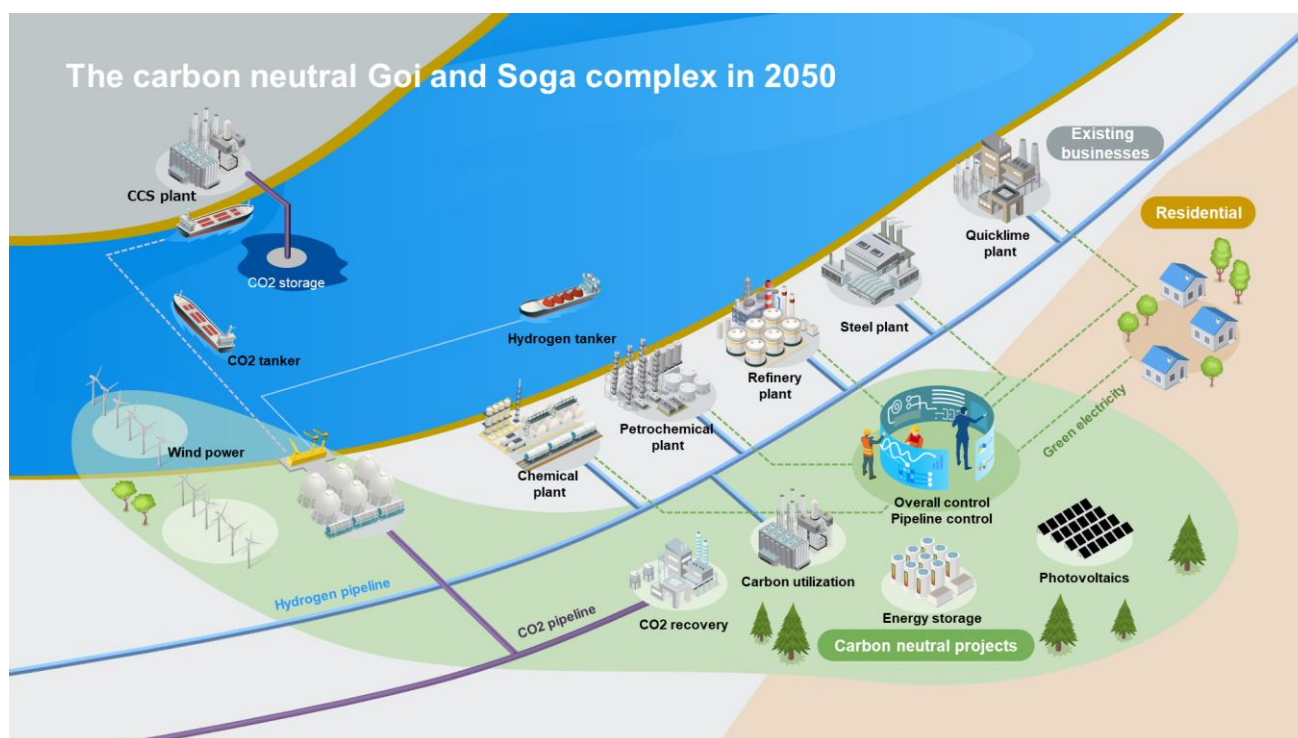 The carbon neutral Goi and Soga complex in 2050
Existing
businesses
CCS plant
Residential
Quicklime
plant
CO2 storage
Steel plant
Hydrogen tanker
CO2 tanker
Refinery
plant
Petrochemical
plant
Green electricity
Wind power
Chemical
plant
Overall control
Pipeline control
Hydrogen pipeline
Carbon utilization
Photovoltaics
CO2 pipeline
CO2 recovery
Energy storage
Carbon neutral projects